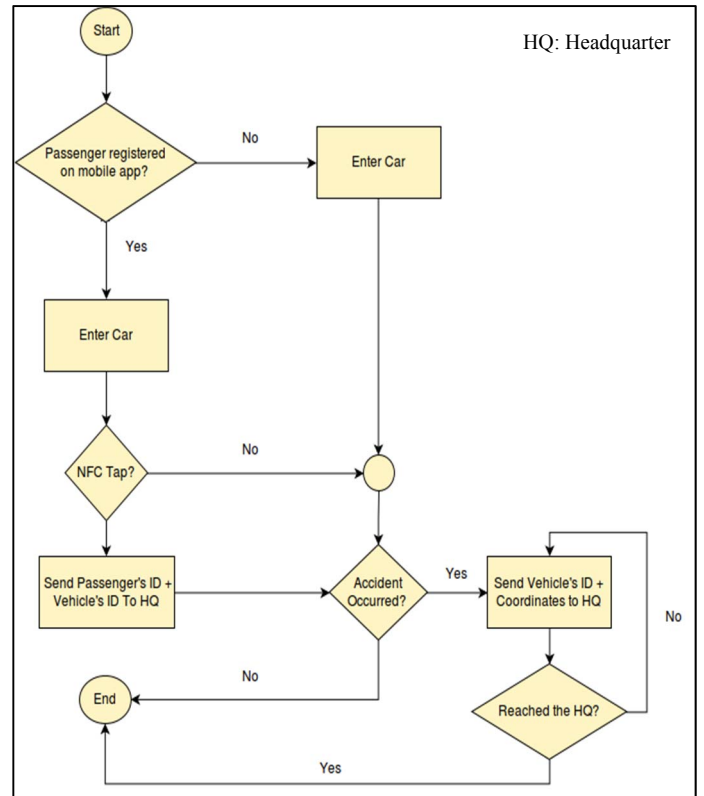 Start
HQ: Headquarter
Passenger registered
on mobile app?
No
Enter Car
Yes
Enter Car
NFC Tap?
No
Send Passenger's ID +
Vehicle's ID To HQ
Accident
Occurred?
Yes
Send Vehicle's ID +
Coordinates to HQ
No
No
End
Reached the HQ?
Yes